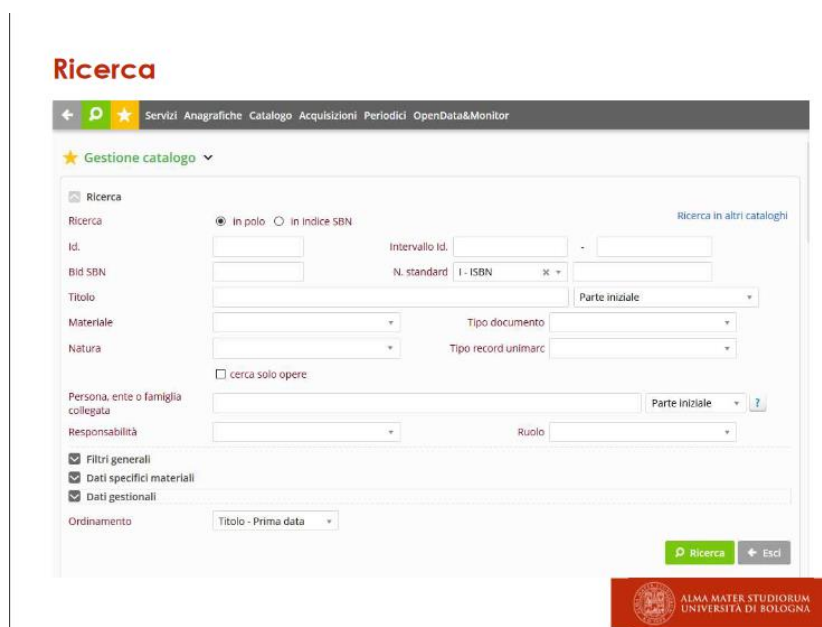 Ricerca
Servizi Anagrafiche Catalogo Acquisizioni Periodici OpenData&Monitor
Gestione catalogo
Ricerca
Ricerca in polo in indice SBN Ricerca in altri cataloghi
Id. Intervallo Id. -
Bid SBN N. standard I - ISBN
Titolo Parte iniziale
Materiale Tipo documento
Natura Tipo record unimarc
cerca solo opere
Persona, ente o famiglia
collegata Parte iniziale ?
Responsabilità Ruolo
Filtri generali
Dati specifici materiali
Dati gestionali
Ordinamento Titolo - Prima data
Ricerca Esci
ALMA MATER STUDIORUM
UNIVERSITÀ DI BOLOGNA